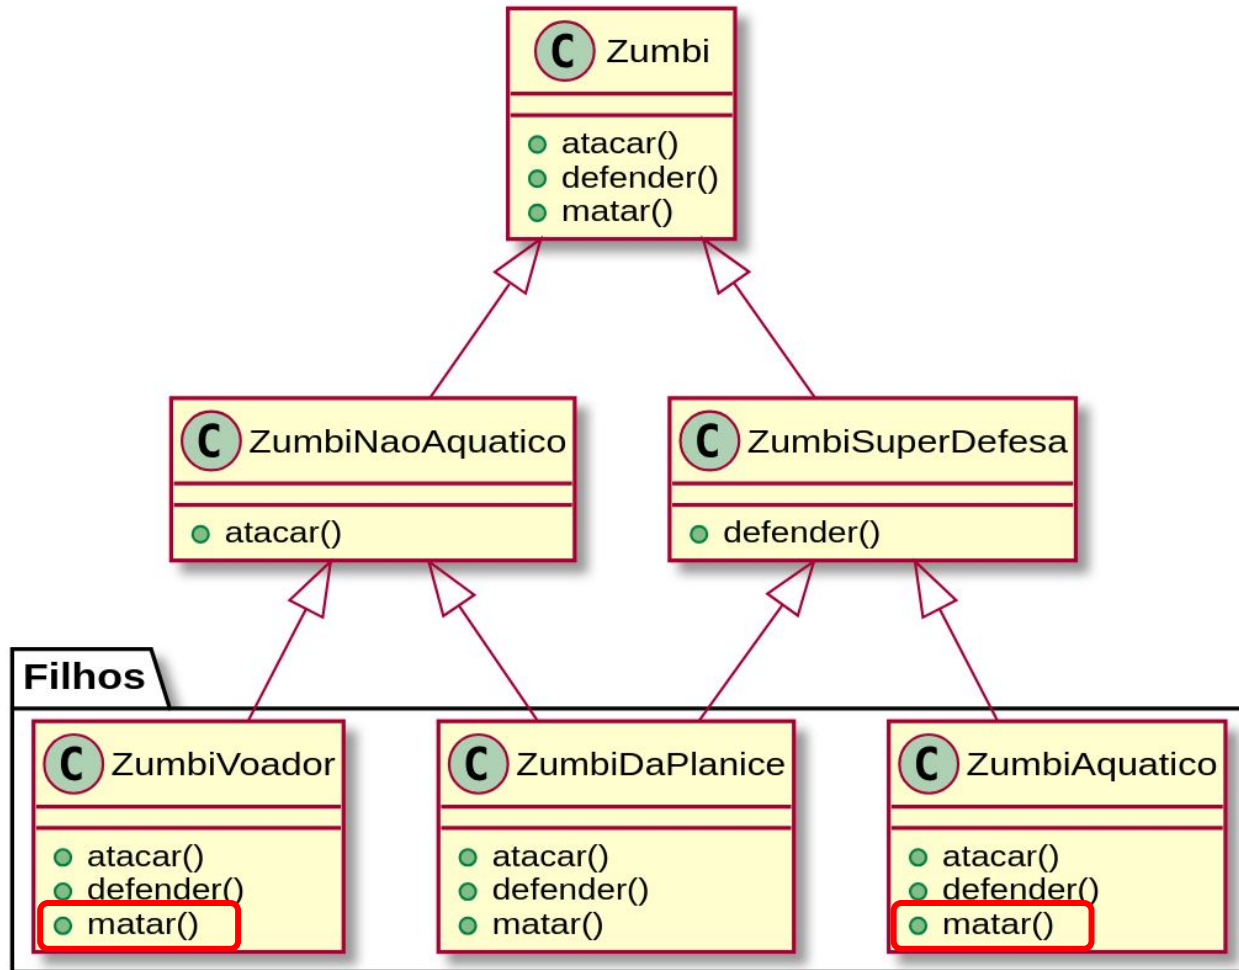 C Zumbi
atacar()
defender()
matar()
C ZumbiNaoAquatico
atacar()
C ZumbiSuperDefesa
defender()
Filhos
C ZumbiVoador
atacar()
defender()
matar()
C ZumbiDaPlanice
atacar()
defender()
matar()
C ZumbiAquatico
atacar()
defender()
matar()